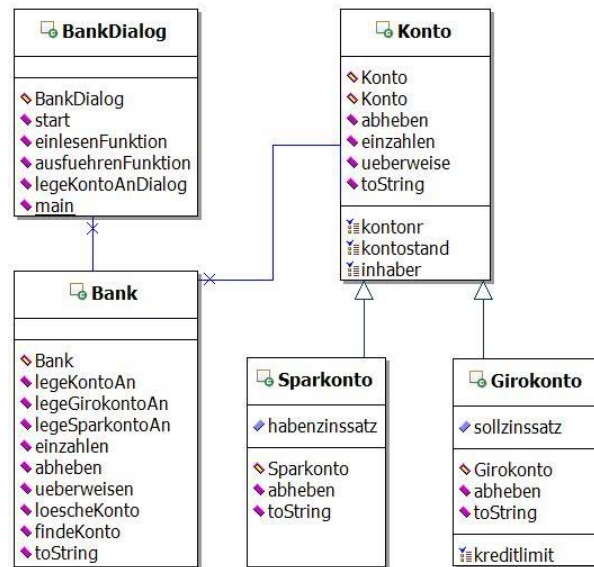 BankDialog
BankDialog
start
einlesenFunktion
ausfuehrenFunktion
legeKontoAnDialog
main
Konto
Konto
Konto
abheben
einzahlen
ueberweise
toString
kontonr
kontostand
inhaber
Bank
Bank
legeKontoAn
legeGirokontoAn
legeSparkontoAn
einzahlen
abheben
ueberweisen
loescheKonto
findeKonto
toString
Sparkonto
habenzinssatz
Sparkonto
abheben
toString
Girokonto
sollzinssatz
Girokonto
abheben
toString
kreditlimit